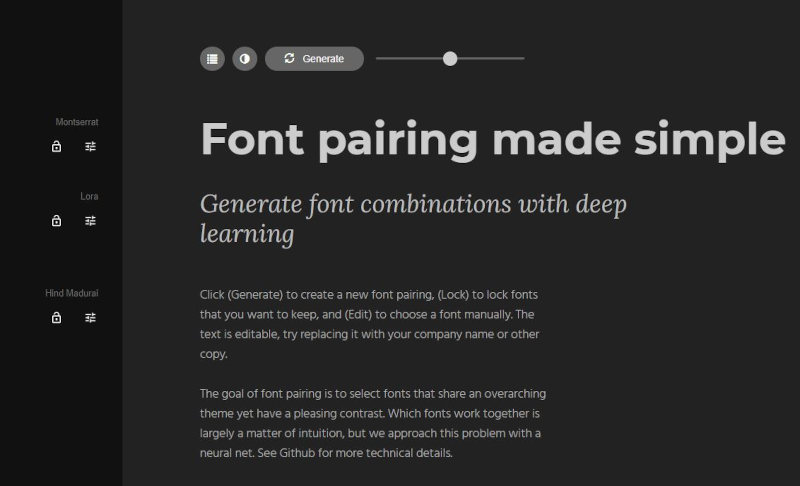 Generate
Montserrat
Font pairing made simple
Lora
Generate font combinations with deep
learning
Hind Madurai
Click (Generate) to create a new font pairing, (Lock) to lock fonts
that you want to keep, and (Edit) to choose a font manually. The
text is editable, try replacing it with your company name or other
copy.
The goal of font pairing is to select fonts that share an overarching
theme yet have a pleasing contrast. Which fonts work together is
largely a matter of intuition, but we approach this problem with a
neural net. See Github for more technical details.